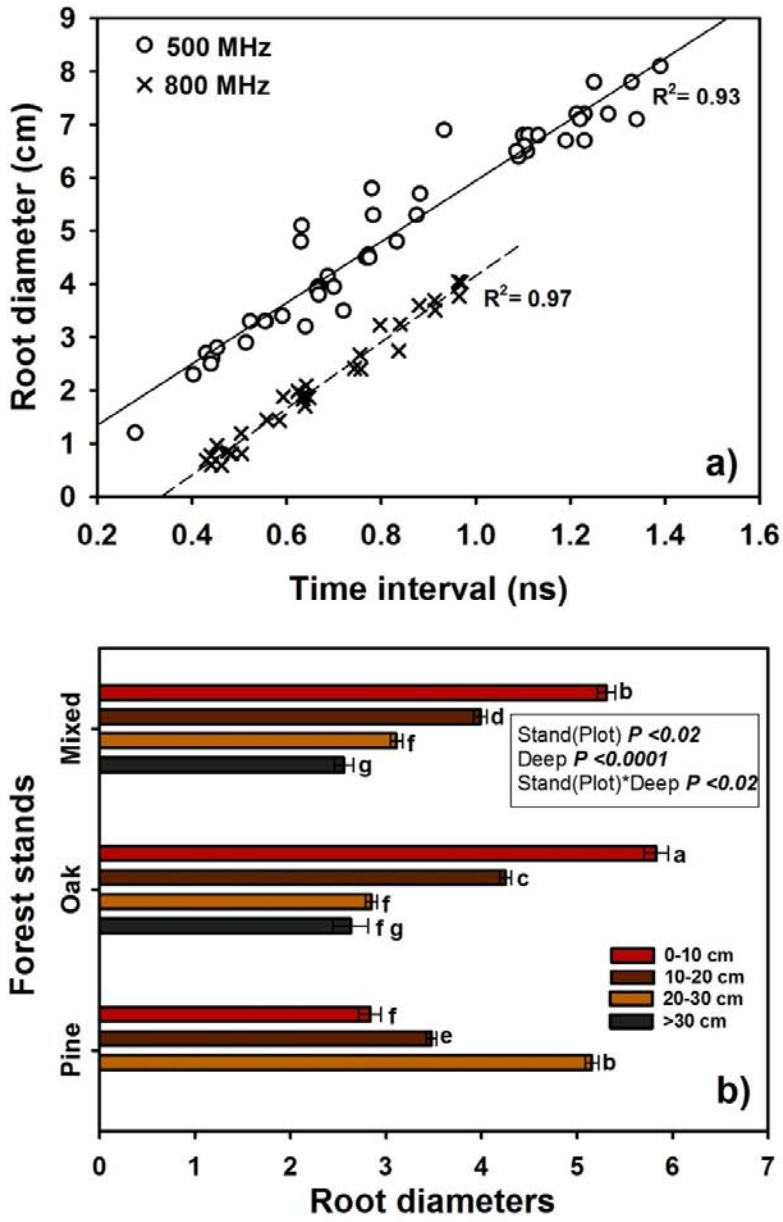 9
8
7
6
5
4
3
2
1
0
Root diameter (cm)
500 MHz
800 MHz
R²= 0.93
R²= 0.97
a)
0.2 0.4 0.6 0.8 1.0 1.2 1.4 1.6
Time interval (ns)
Forest stands
Mixed
b
d
f
g
Stand(Plot) P <0.02
Deep P <0.0001
Stand(Plot)*Deep P <0.02
Oak
a
c
f
f g
0-10 cm
10-20 cm
20-30 cm
>30 cm
Pine
f
e
b
b)
0 1 2 3 4 5 6 7
Root diameters